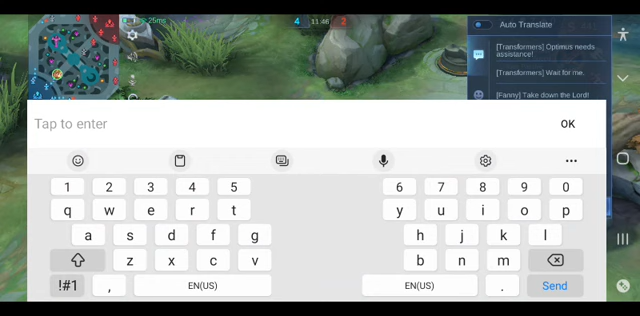 25ms
4 11:46 2
Auto Translate
[Transformers] Optimus needs
assistance!
[Transformers] Wait for me.
[Fanny] Take down the Lord!
Tap to enter OK
1 2 3 4 5 6 7 8 9 0
q w e r t y u i o p
a s d f g h j k l
z x c v b n m
!#1 , EN(US) EN(US) . Send